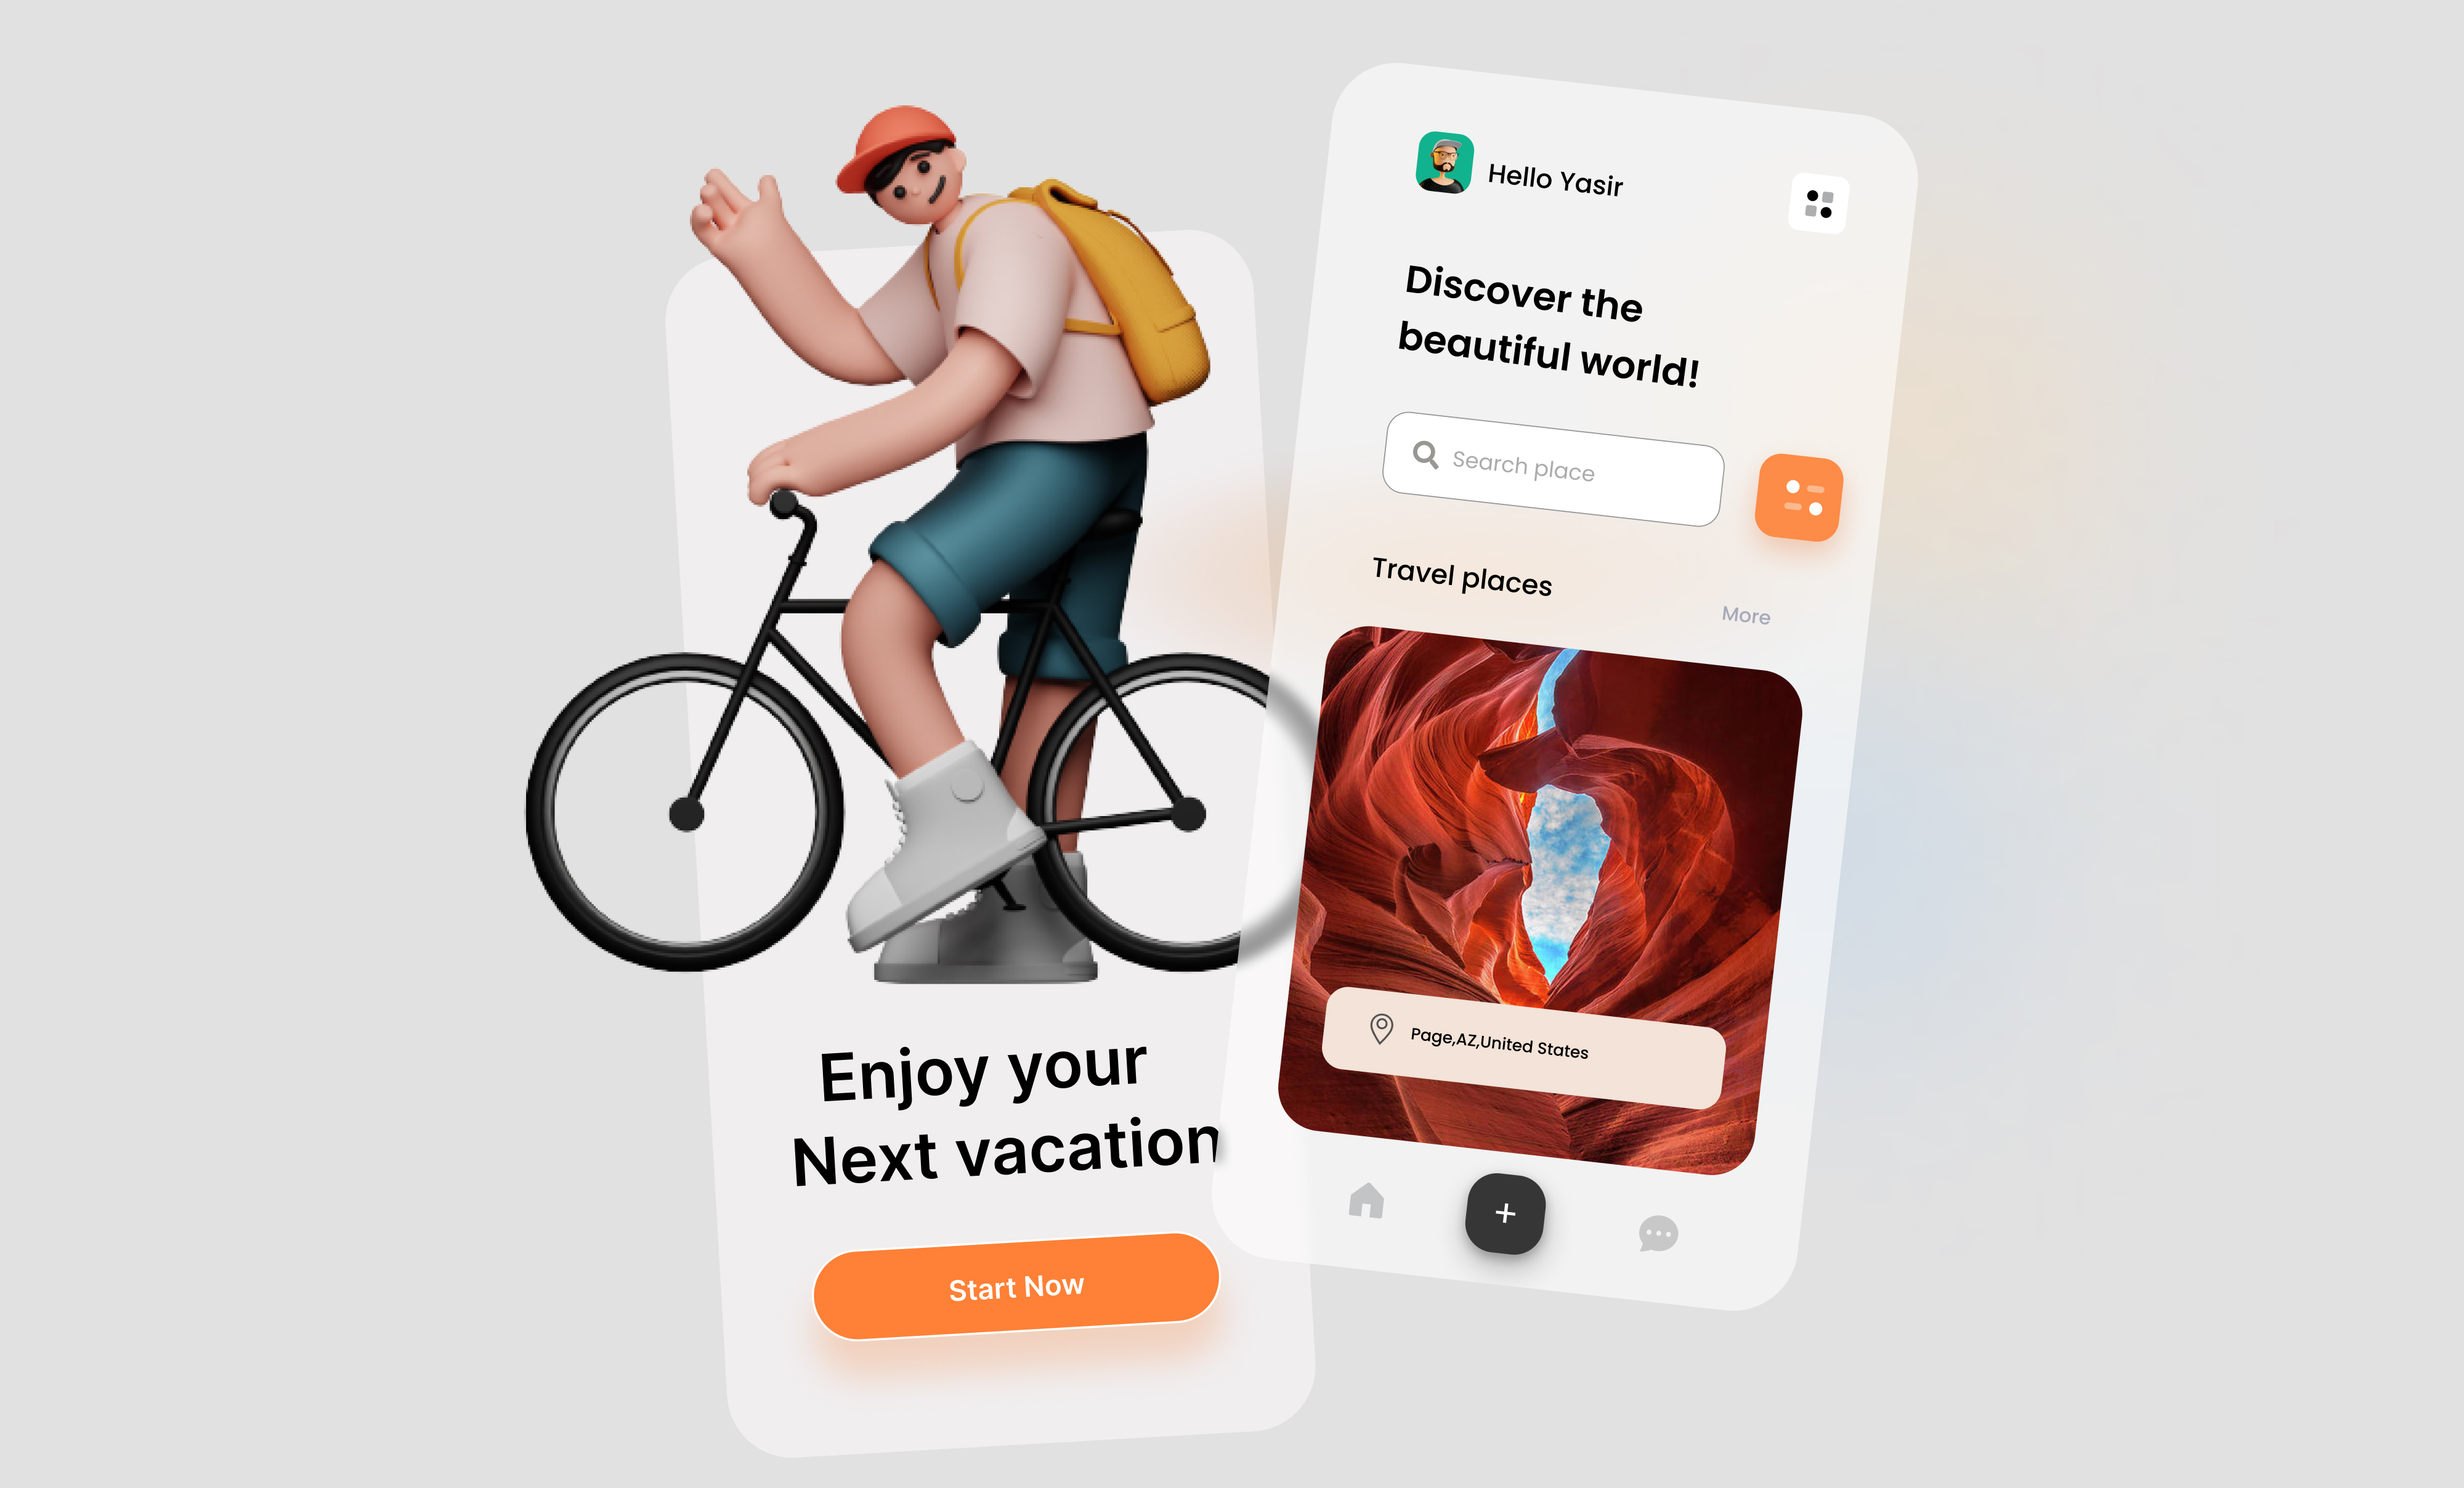 Enjoy your
Next vacation
Start Now
Hello Yasir
Discover the
beautiful world!
Search place
Travel places
More
Page,AZ,United States